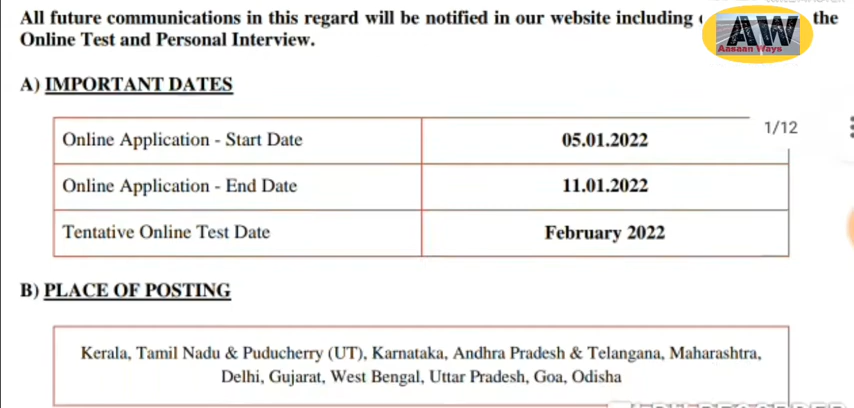 All future communications in this regard will be notified in our website including the
Online Test and Personal Interview.
AW
Aasaan Ways
A) IMPORTANT DATES
1/12
Online Application - Start Date 05.01.2022
Online Application - End Date 11.01.2022
Tentative Online Test Date February 2022
B) PLACE OF POSTING
Kerala, Tamil Nadu & Puducherry (UT), Karnataka, Andhra Pradesh & Telangana, Maharashtra,
Delhi, Gujarat, West Bengal, Uttar Pradesh, Goa, Odisha